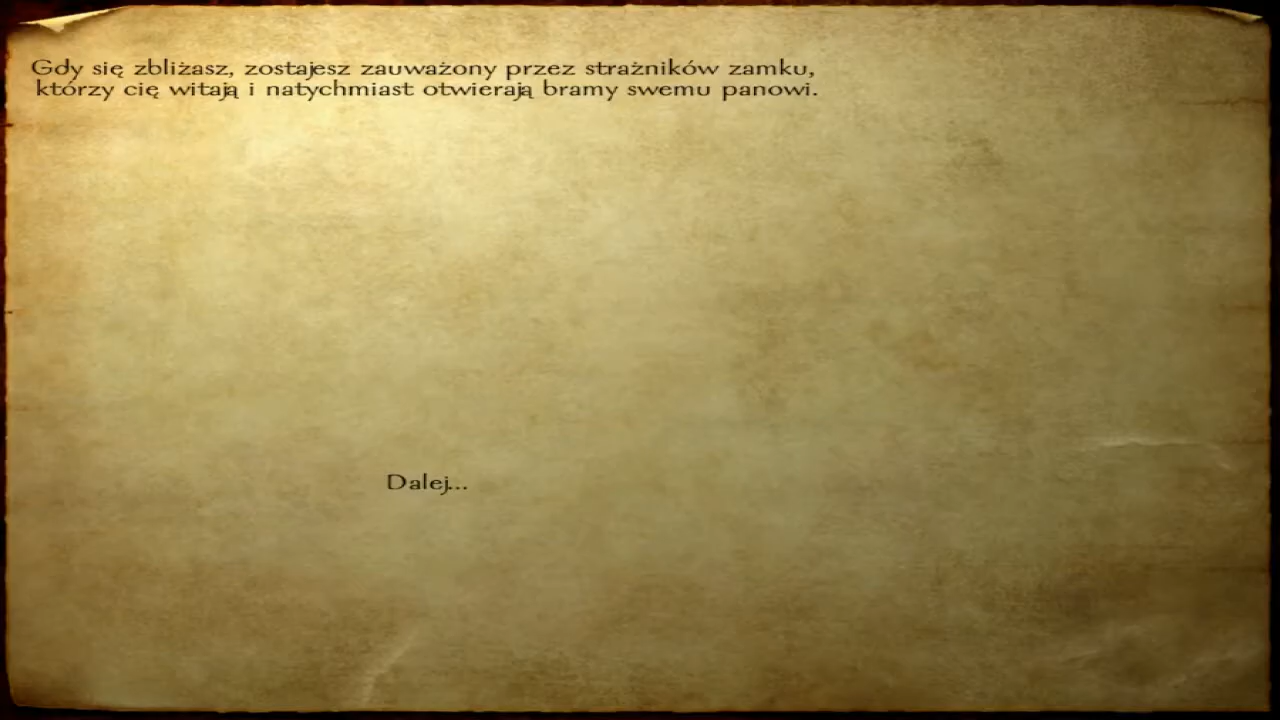 Gdy się zbliżasz, zostajesz zauważony przez strażników zamku,
którzy cię witają i natychmiast otwierają bramy swemu panowi.
Dalej...